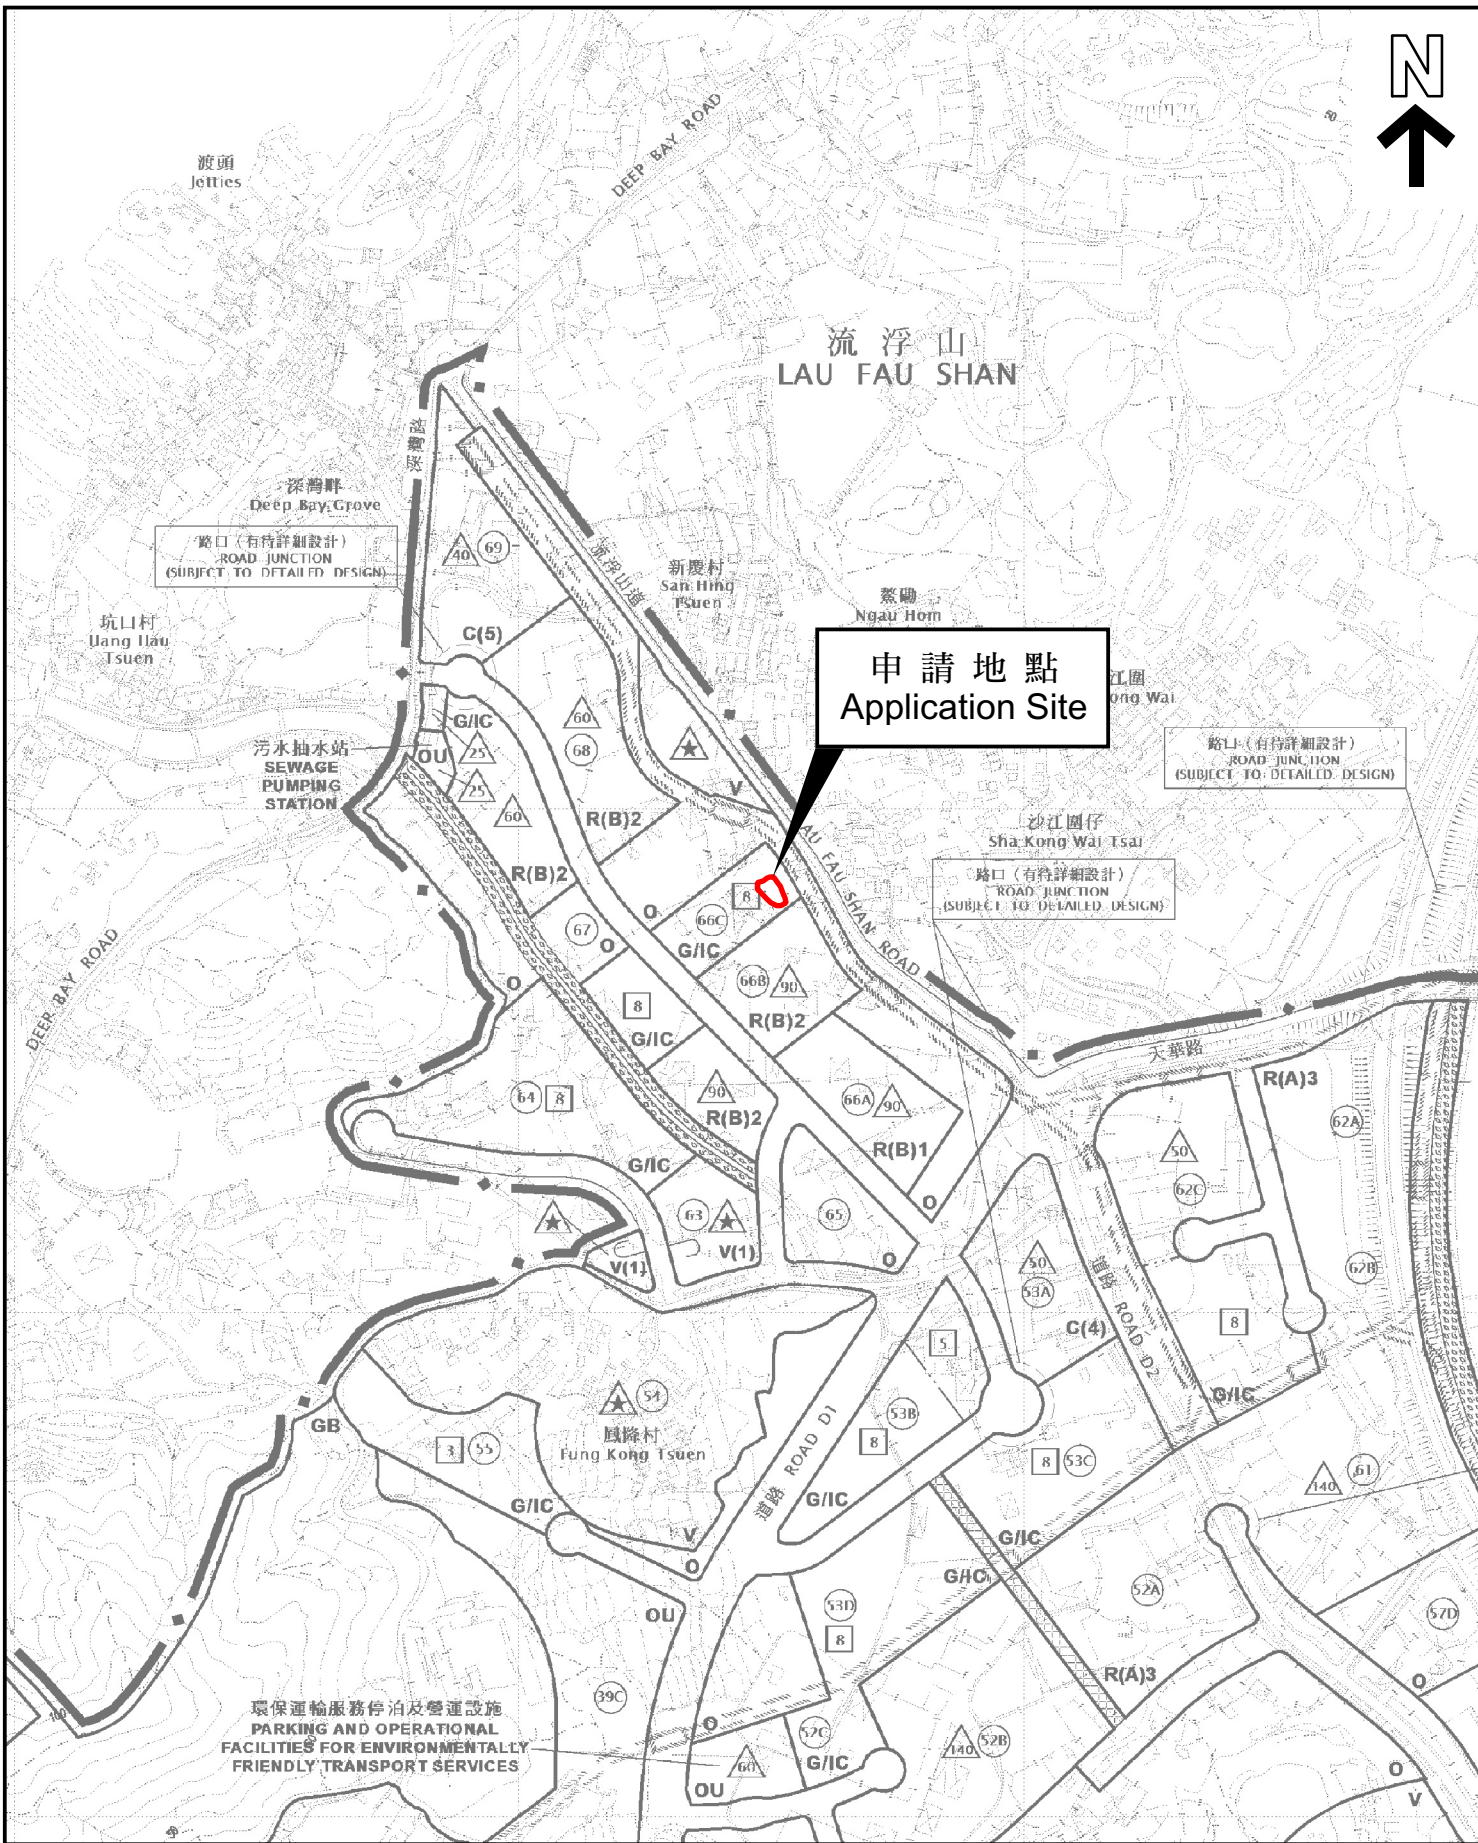 N
DEEP BAY ROAD
渡頭
Jetties
流浮山
LAU FAU SHAN
深灣路
深灣畔
Deep Bay Grove
路口（有待詳細設計）
ROAD JUNCTION
(SUBJECT TO DETAILED DESIGN)
40
69
流浮山道
新慶村
San Hing
Tsuen
鰲磡
Ngau Hom
坑口村
Hang Hau
Tsuen
C(5)
申請地點
Application Site
江圍
ong Wai
G/IC
60
68
污水抽水站
SEWAGE
PUMPING
STATION
OU
25
25
60
V
路口（有待詳細設計）
ROAD JUNCTION
(SUBJECT TO DETAILED DESIGN)
R(B)2
沙江圍仔
Sha Kong Wai Tsai
LAU FAU SHAN ROAD
R(B)2
路口（有待詳細設計）
ROAD JUNCTION
(SUBJECT TO DETAILED DESIGN)
8
66C
O
G/IC
67
O
DEEP BAY ROAD
O
66B
90
8
R(B)2
G/IC
天華路
R(A)3
64
8
90
R(B)2
66A
90
62A
R(B)1
50
62C
G/IC
O
63
65
V(1)
V(1)
O
50
53A
道路 ROAD D2
62B
C(4)
8
5
G/IC
54
鳳降村
Fung Kong Tsuen
GB
3
55
53B
8
道路 ROAD D1
8
53C
61
140
G/IC
G/IC
V
O
G/IC
G/IC
52A
OU
53D
8
57D
R(A)3
O
39C
環保運輸服務停泊及營運設施
PARKING AND OPERATIONAL
FACILITIES FOR ENVIRONMENTALLY
FRIENDLY TRANSPORT SERVICES
100
O
52C
G/IC
60
OU
140
52B
O
V
50